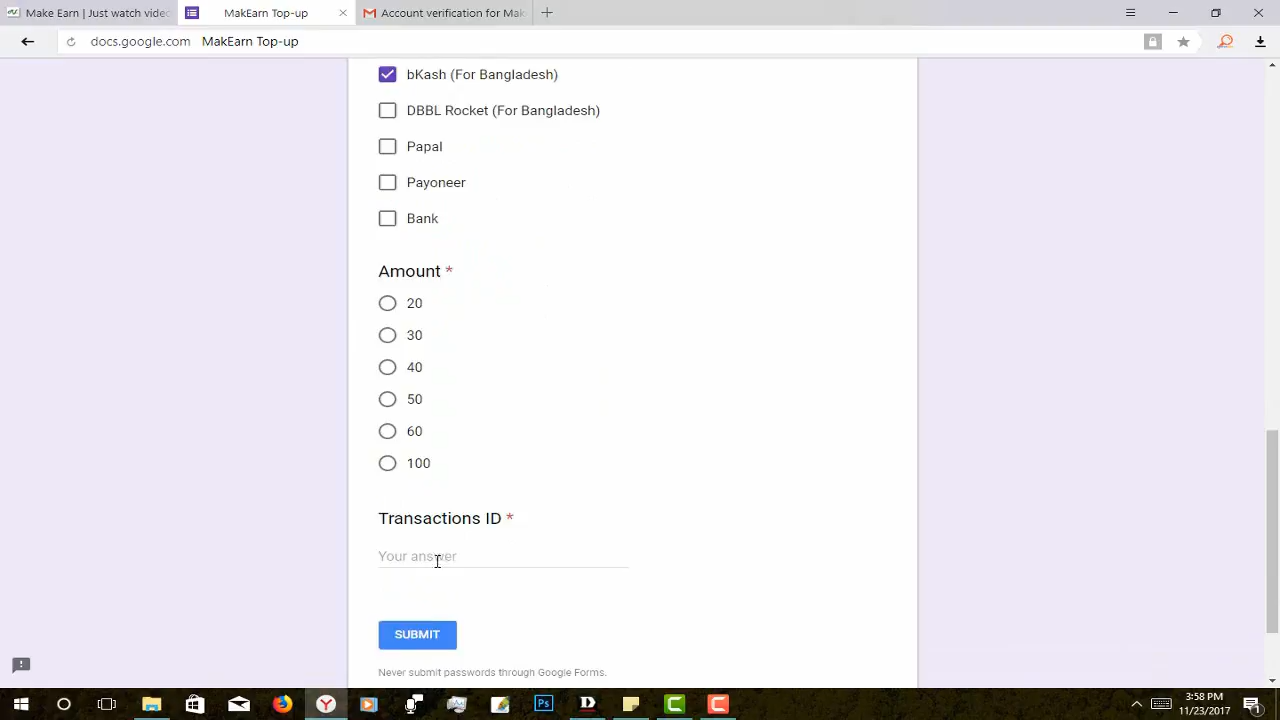 Make Earn | Just watch video
MakEarn Top-up
Account verification for Mak
docs.google.com MakEarn Top-up
bKash (For Bangladesh)
DBBL Rocket (For Bangladesh)
Papal
Payoneer
Bank
Amount *
20
30
40
50
60
100
Transactions ID *
Your answer
SUBMIT
Never submit passwords through Google Forms.
3:58 PM
11/23/2017